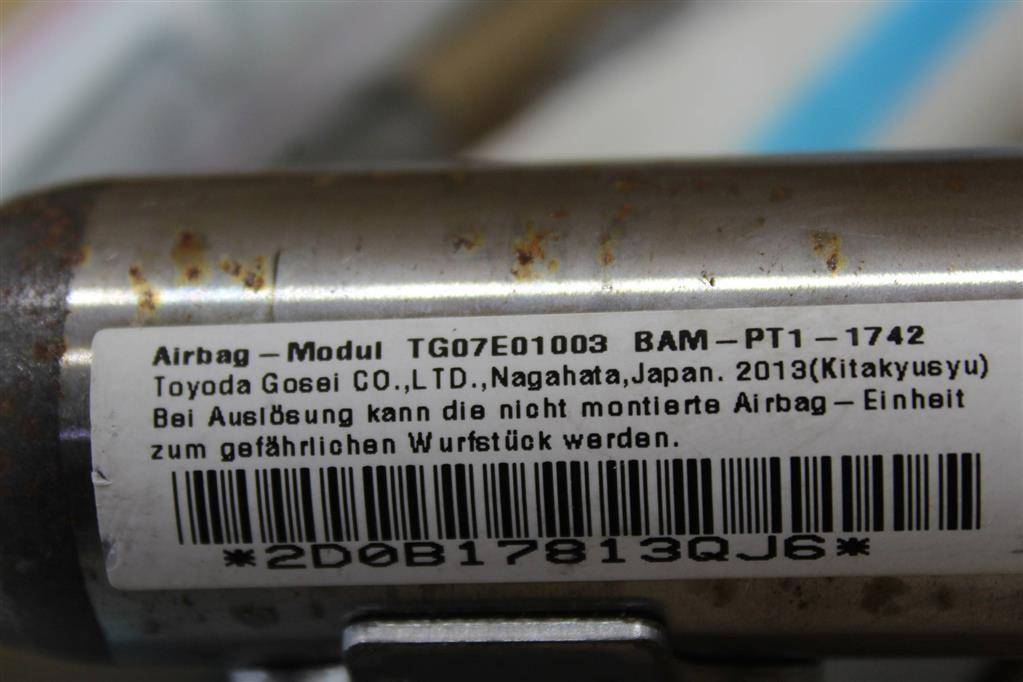 Airbag-Modul TG07E01003 BAM-PT1-1742
Toyoda Gosei CO.,LTD.,Nagahata,Japan. 2013(Kitakyusyu)
Bei Auslösung kann die nicht montierte Airbag-Einheit
zum gefährlichen Wurfstück werden.
*2D0B17813QJ6*